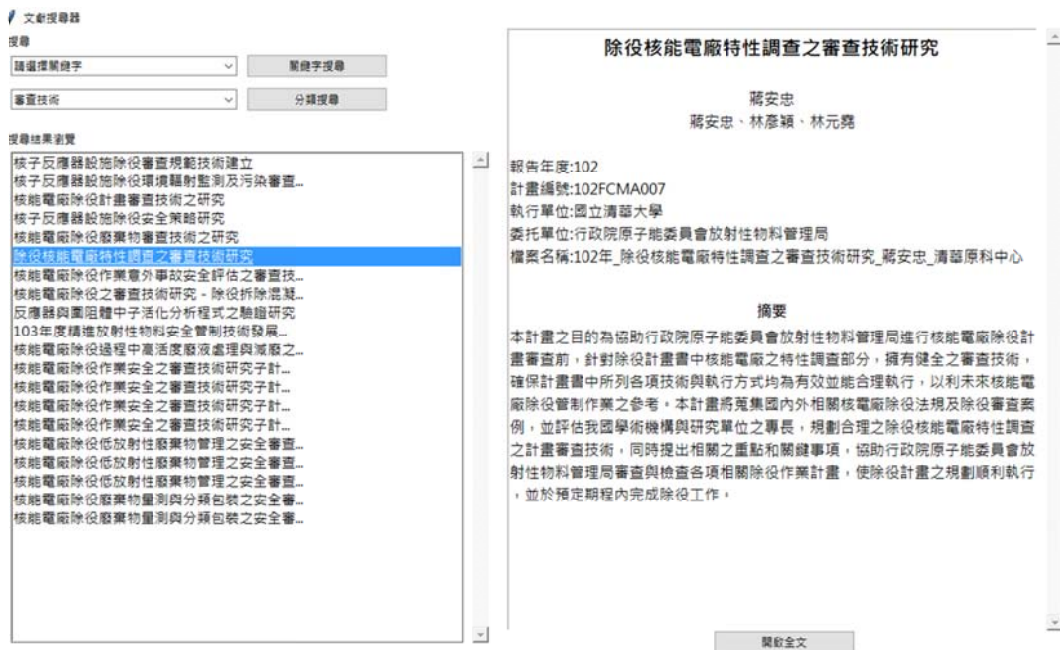 文獻搜尋器
搜尋
請選擇關鍵字
關鍵字搜尋
審查技術
分類搜尋
搜尋結果瀏覽
核子反應器設施除役審查規範技術建立
核子反應器設施除役環境輻射監測及污染審查...
核能電廠除役計畫審查技術之研究
核子反應器設施除役安全策略研究
核能電廠除役廢棄物審查技術之研究
除役核能電廠特性調查之審查技術研究
核能電廠除役作業意外事故安全評估之審查技...
核能電廠除役之審查技術研究 - 除役拆除混凝...
反應器與圍阻體中子活化分析程式之驗證研究
103年度精進放射性物料安全管制技術發展...
核能電廠除役過程中高活度廢液處理與減廢之...
核能電廠除役作業安全之審查技術研究子計...
核能電廠除役作業安全之審查技術研究子計...
核能電廠除役作業安全之審查技術研究子計...
核能電廠除役作業安全之審查技術研究子計...
核能電廠除役低放射性廢棄物管理之安全審查...
核能電廠除役低放射性廢棄物管理之安全審查...
核能電廠除役低放射性廢棄物管理之安全審查...
核能電廠除役廢棄物量測與分類包裝之安全審...
核能電廠除役廢棄物量測與分類包裝之安全審...
除役核能電廠特性調查之審查技術研究
蔣安忠
蔣安忠、林彥穎、林元堯
報告年度:102
計畫編號:102FCMA007
執行單位:國立清華大學
委托單位:行政院原子能委員會放射性物料管理局
檔案名稱:102年_除役核能電廠特性調查之審查技術研究_蔣安忠_清華原科中心
摘要
本計畫之目的為協助行政院原子能委員會放射性物料管理局進行核能電廠除役計
畫審查前，針對除役計畫書中核能電廠之特性調查部分，擁有健全之審查技術，
確保計畫書中所列各項技術與執行方式均為有效並能合理執行，以利未來核能電
廠除役管制作業之參考。本計畫將蒐集國內外相關核電廠除役法規及除役審查案
例，並評估我國學術機構與研究單位之專長，規劃合理之除役核能電廠特性調查
之計畫審查技術，同時提出相關之重點和關鍵事項，協助行政院原子能委員會放
射性物料管理局審查與檢查各項相關除役作業計畫，使除役計畫之規劃順利執行
，並於預定期程內完成除役工作，
開啟全文